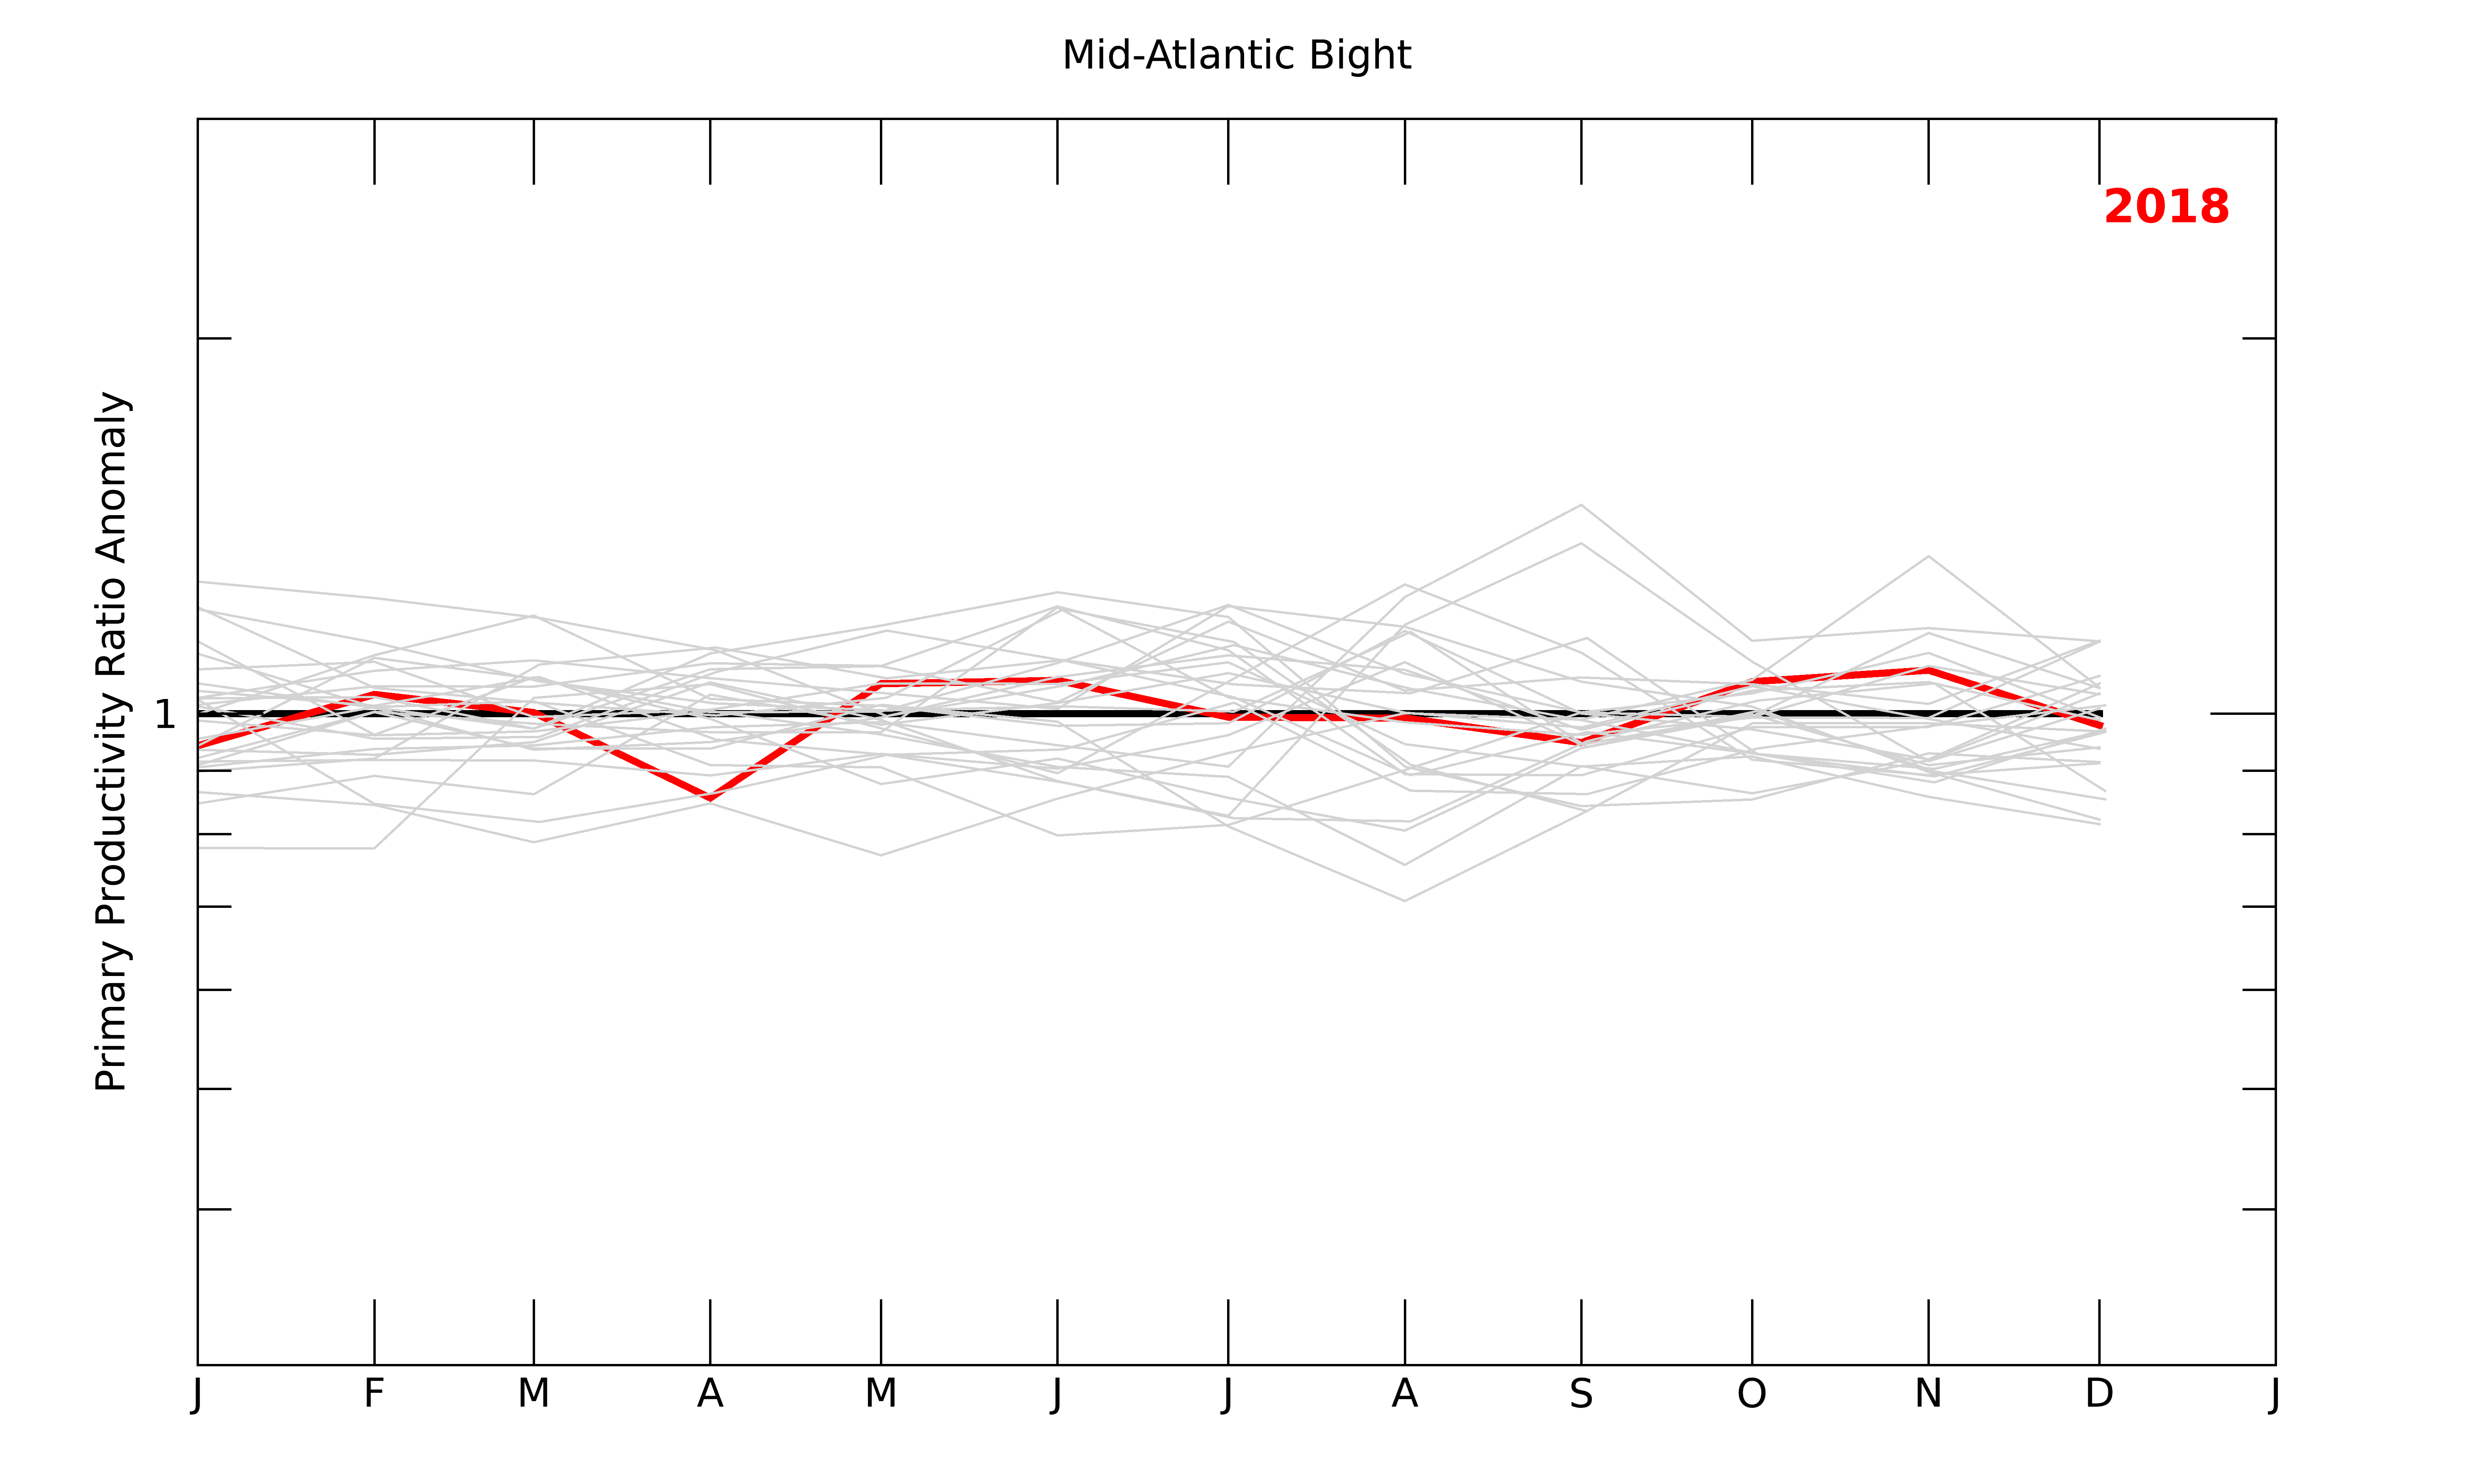 Mid-Atlantic Bight
2018
Primary Productivity Ratio Anomaly
1
J F M A M J J A S O N D J